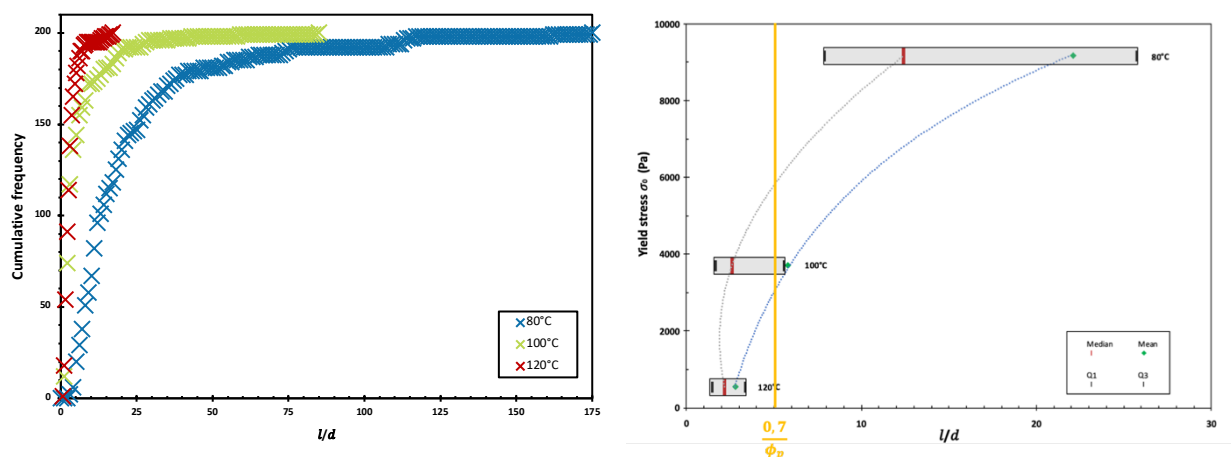 Cumulative frequency
200
150
100
50
0
0
25
50
75
100
125
150
175
l/d
80°C
100°C
120°C
Yield stress σ₀ (Pa)
10000
8000
6000
4000
2000
0
0
10
20
30
l/d
0,7
ϕₚ
80°C
100°C
120°C
Median
Mean
Q1
Q3